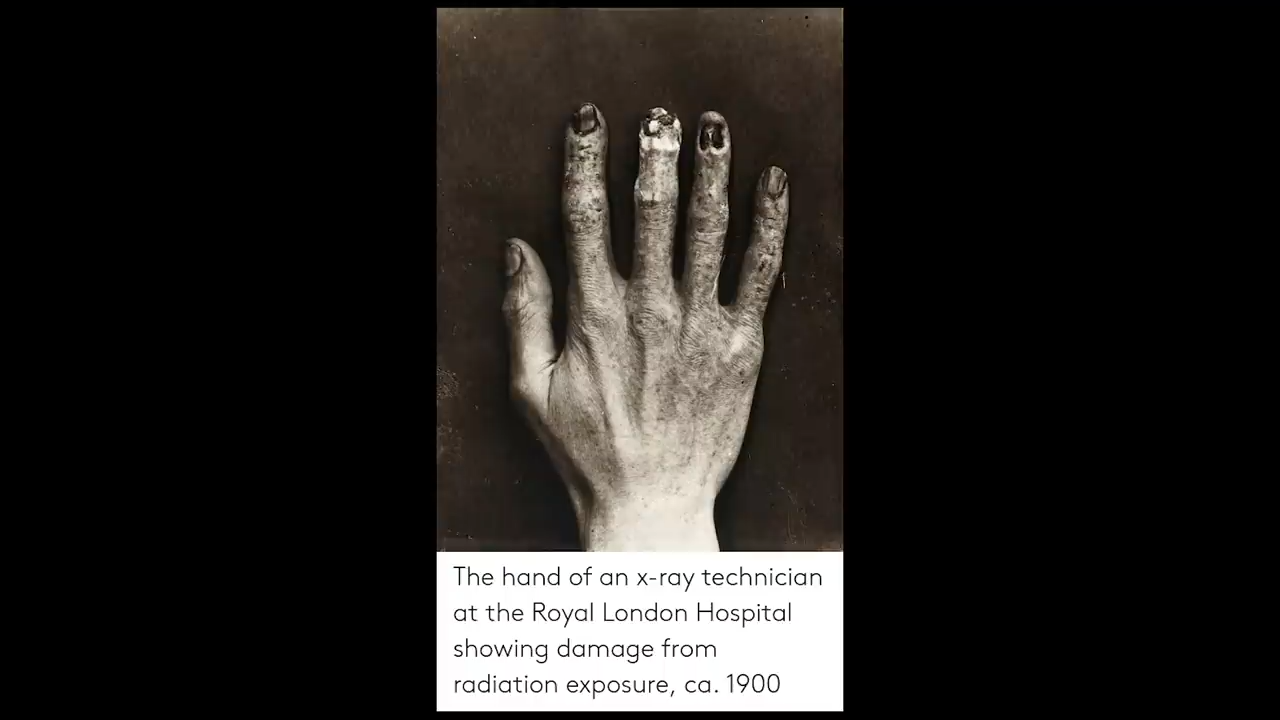 The hand of an x-ray technician
at the Royal London Hospital
showing damage from
radiation exposure, ca. 1900